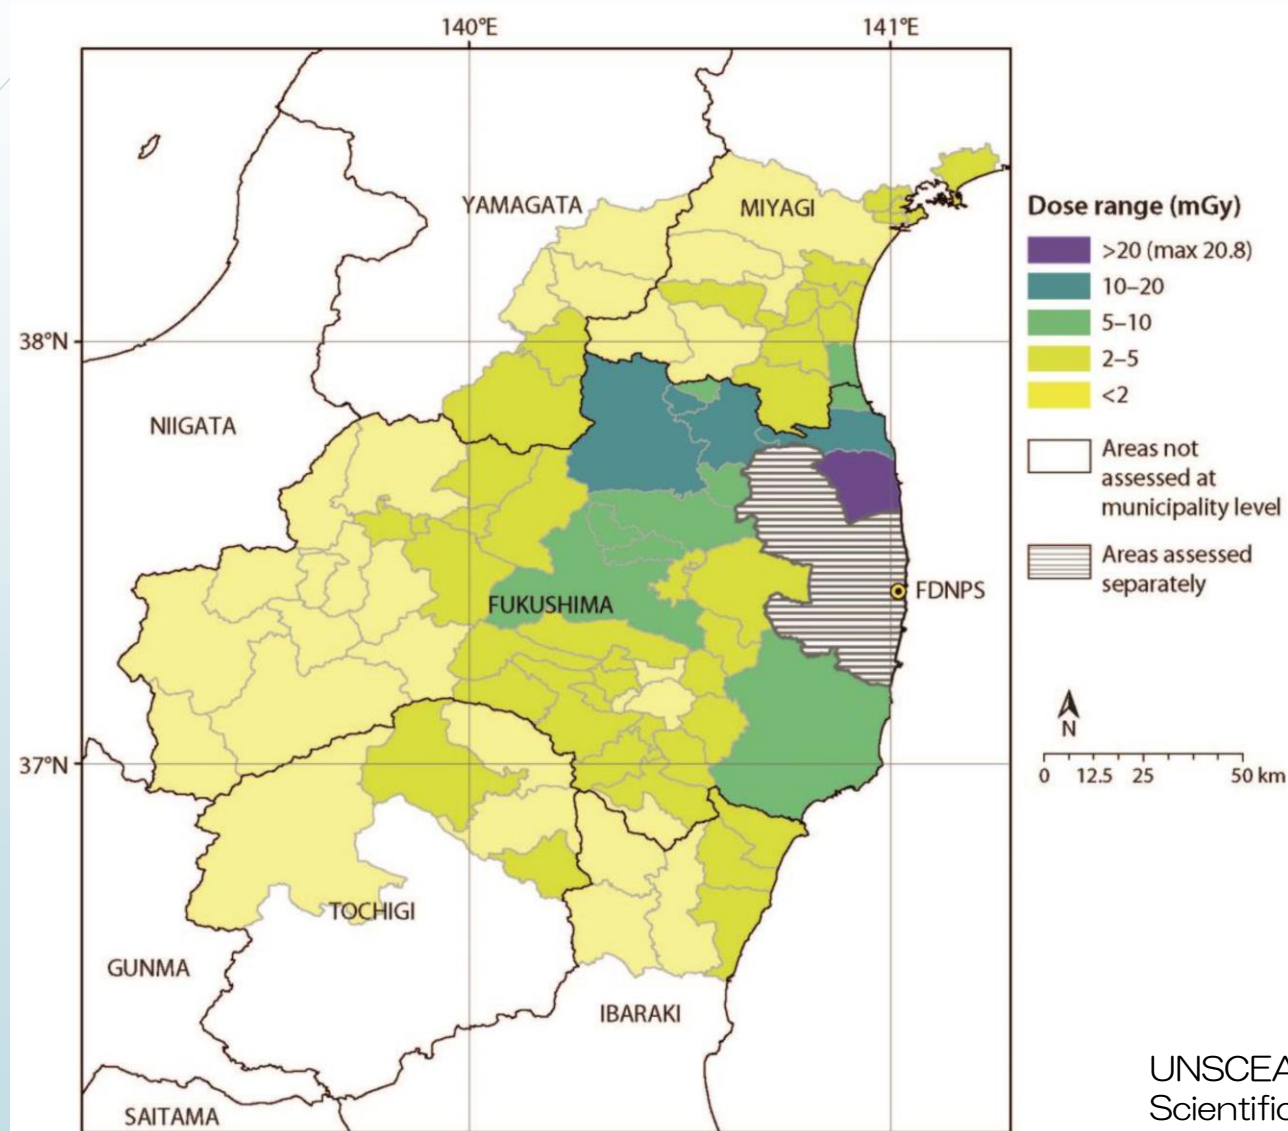 140°E
141°E
YAMAGATA
MIYAGI
Dose range (mGy)
>20 (max 20.8)
10–20
5–10
2–5
<2
38°N
NIIGATA
Areas not
assessed at
municipality level
Areas assessed
separately
FUKUSHIMA
FDNPS
N
37°N
0 12.5 25 50 km
TOCHIGI
GUNMA
IBARAKI
SAITAMA
UNSCEA
Scientific